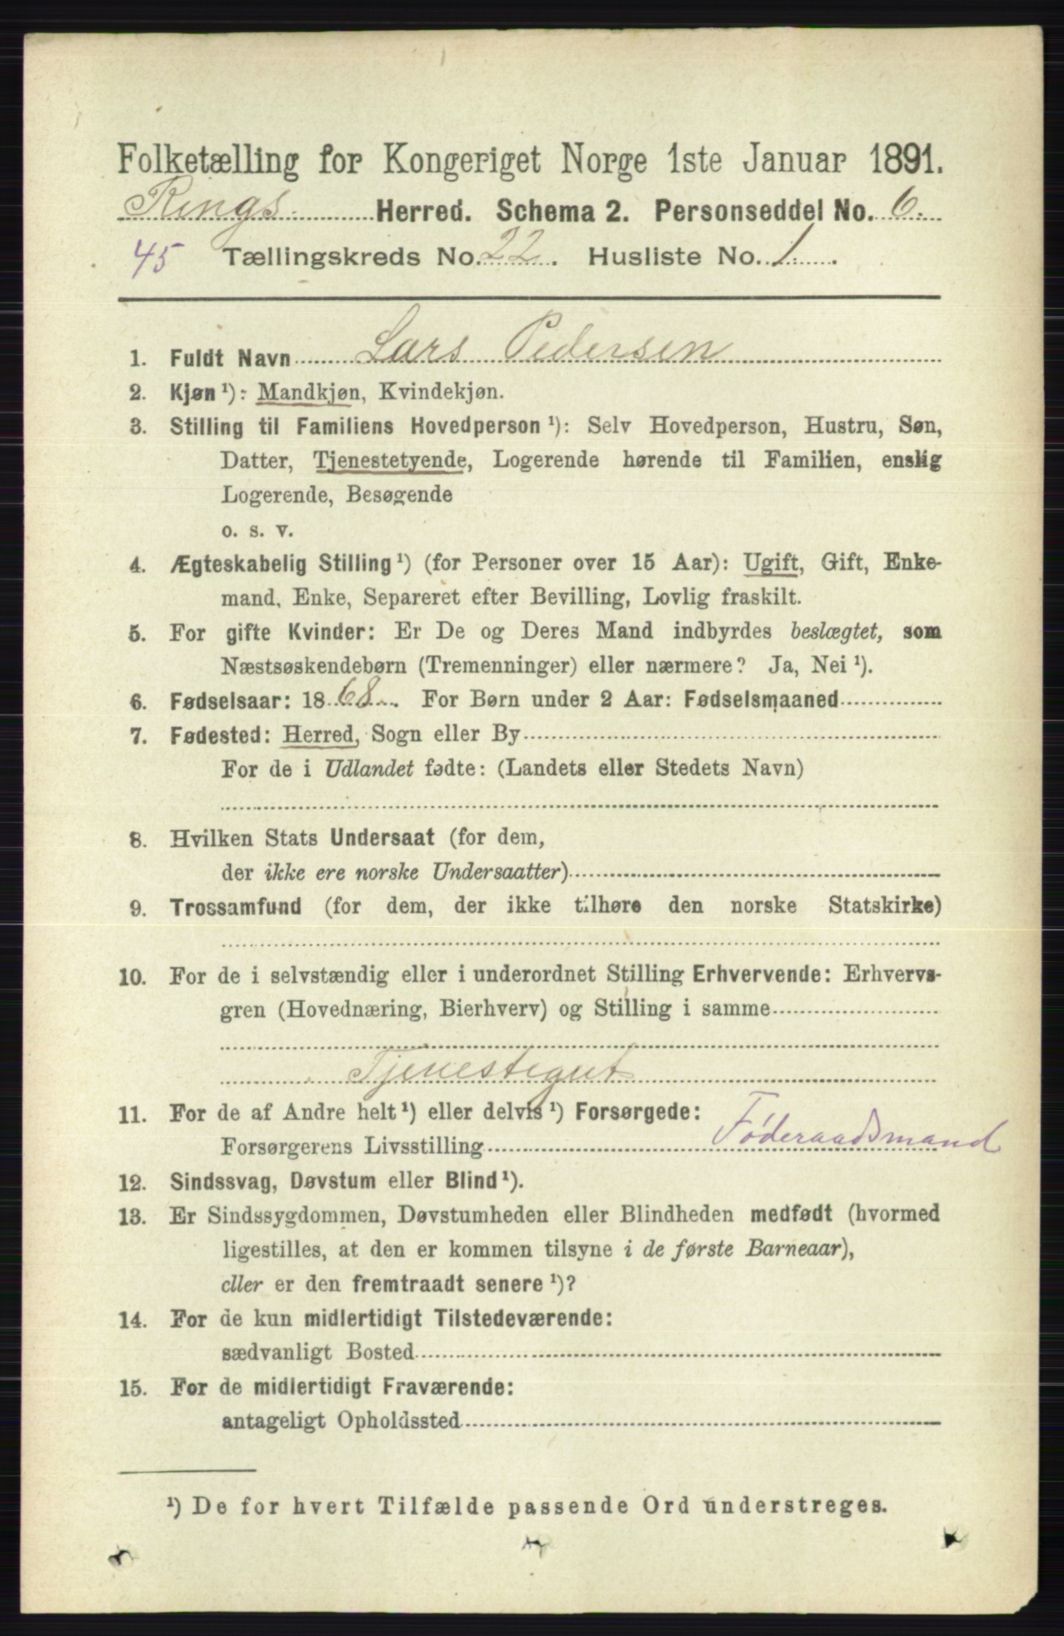 Folketælling for Kongeriget Norge 1ste Januar 1891.
Rings Herred. Schema 2. Personseddel No. 6.
45 Tællingskreds No. 22. Husliste No. 1.
1. Fuldt Navn Lars Pedersen
2. Kjøn ¹): Mandkjøn, Kvindekjøn.
3. Stilling til Familiens Hovedperson ¹): Selv Hovedperson, Hustru, Søn,
Datter, Tjenestetyende, Logerende hørende til Familien, enslig
Logerende, Besøgende
o. s. v.
4. Ægteskabelig Stilling ¹) (for Personer over 15 Aar): Ugift, Gift, Enke-
mand, Enke, Separeret efter Bevilling, Lovlig fraskilt.
5. For gifte Kvinder: Er De og Deres Mand indbyrdes beslægtet, som
Næstsøskendebørn (Tremenninger) eller nærmere? Ja, Nei ¹).
6. Fødselsaar: 1868. For Børn under 2 Aar: Fødselsmaaned
7. Fødested: Herred, Sogn eller By
For de i Udlandet fødte: (Landets eller Stedets Navn)
8. Hvilken Stats Undersaat (for dem,
der ikke ere norske Undersaatter)
9. Trossamfund (for dem, der ikke tilhøre den norske Statskirke)
10. For de i selvstændig eller i underordnet Stilling Erhvervende: Erhvervs-
gren (Hovednæring, Bierhverv) og Stilling i samme
Tjenestegut
11. For de af Andre helt ¹) eller delvis ¹) Forsørgede:
Forsørgerens Livsstilling Føderaadsmand
12. Sindssvag, Døvstum eller Blind ¹).
13. Er Sindssygdommen, Døvstumheden eller Blindheden medfødt (hvormed
ligestilles, at den er kommen tilsyne i de første Barneaar),
eller er den fremtraadt senere ¹)?
14. For de kun midlertidigt Tilstedeværende:
sædvanligt Bosted
15. For de midlertidigt Fraværende:
antageligt Opholdssted
¹) De for hvert Tilfælde passende Ord understreges.